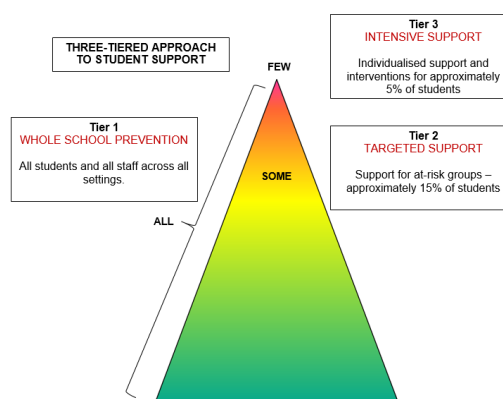 THREE-TIERED APPROACH
TO STUDENT SUPPORT
FEW
Tier 3
INTENSIVE SUPPORT
Individualised support and
interventions for approximately
5% of students
Tier 1
WHOLE SCHOOL PREVENTION
All students and all staff across all
settings.
Tier 2
TARGETED SUPPORT
Support for at-risk groups –
approximately 15% of students
SOME
ALL